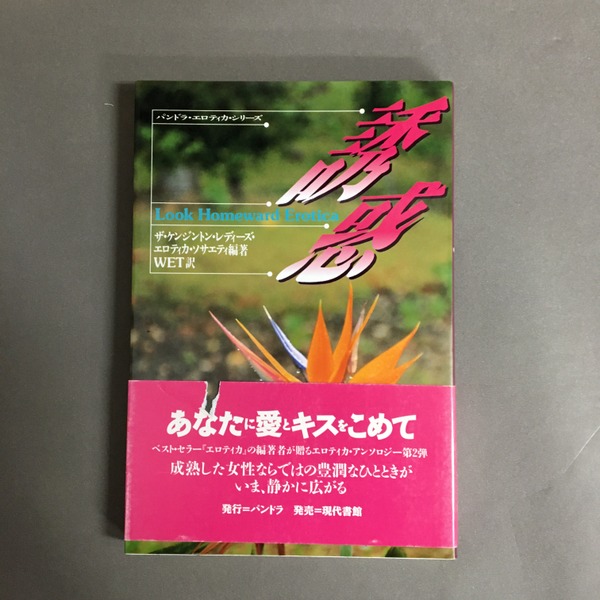 パンドラ・エロティカ・シリーズ
誘惑
Look Homeward Erotica
ザ・ケンジントン・レディーズ・
エロティカ・ソサエティ編著
WET訳
あなたに愛とキスをこめて
ベスト・セラー「エロティカ」の編著者が贈るエロティカ・アンソロジー第2弾
成熟した女性ならではの豊潤なひとときが
いま、静かに広がる
発行=パンドラ 発売=現代書館